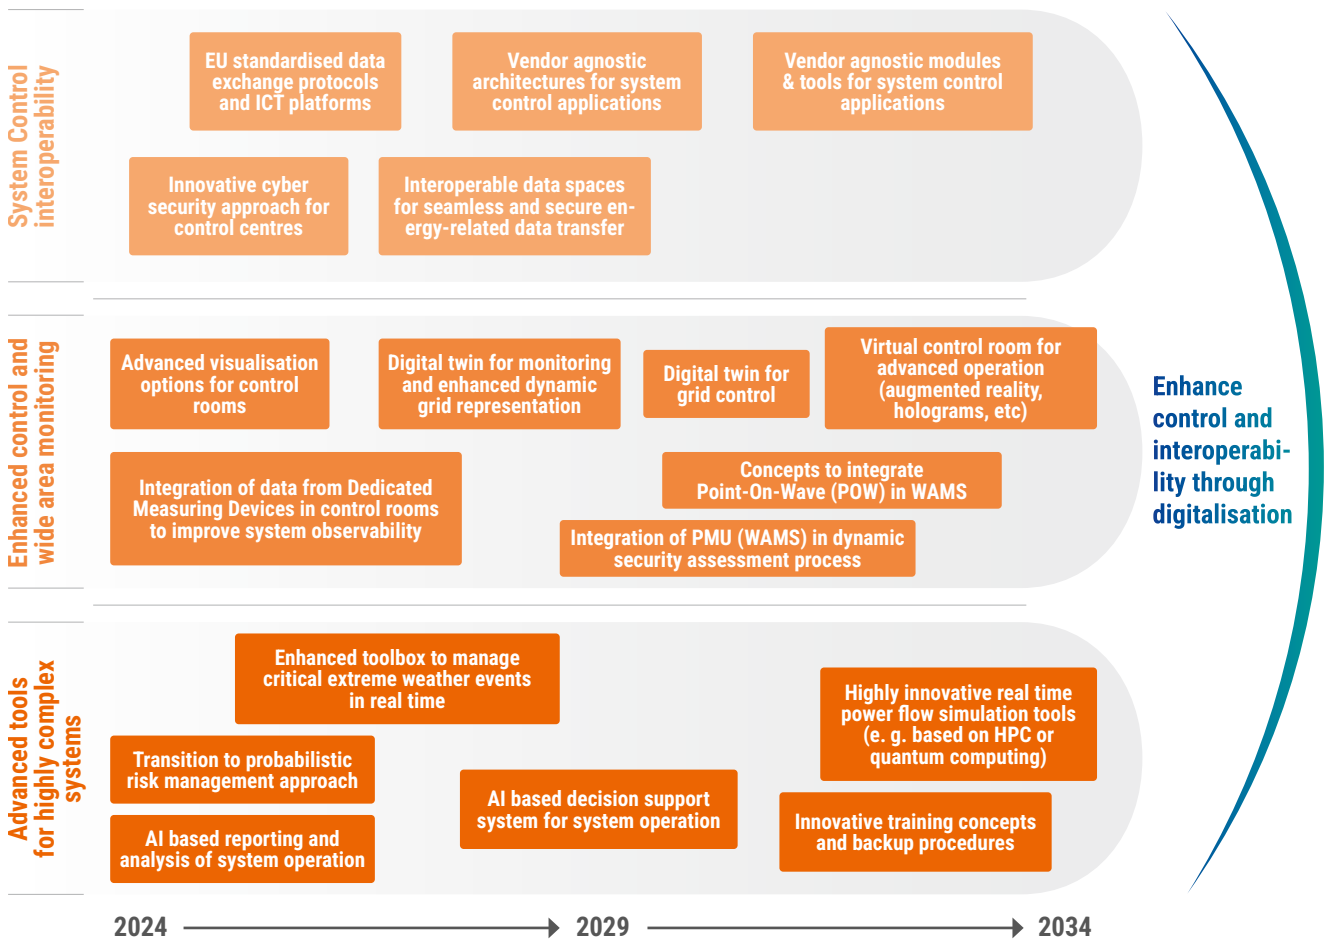 System Control
interoperability
EU standardised data
exchange protocols
and ICT platforms
Vendor agnostic
architectures for system
control applications
Vendor agnostic modules
& tools for system control
applications
Innovative cyber
security approach for
control centres
Interoperable data spaces
for seamless and secure en-
ergy-related data transfer
Enhanced control and
wide area monitoring
Advanced visualisation
options for control
rooms
Digital twin for monitoring
and enhanced dynamic
grid representation
Digital twin for
grid control
Virtual control room for
advanced operation
(augmented reality,
holograms, etc)
Integration of data from Dedicated
Measuring Devices in control rooms
to improve system observability
Concepts to integrate
Point-On-Wave (POW) in WAMS
Integration of PMU (WAMS) in dynamic
security assessment process
Advanced tools
for highly complex
systems
Enhanced toolbox to manage
critical extreme weather events
in real time
Highly innovative real time
power flow simulation tools
(e. g. based on HPC or
quantum computing)
Transition to probabilistic
risk management approach
AI based decision support
system for system operation
Innovative training concepts
and backup procedures
AI based reporting and
analysis of system operation
Enhance
control and
interoperabi-
lity through
digitalisation
2024
2029
2034